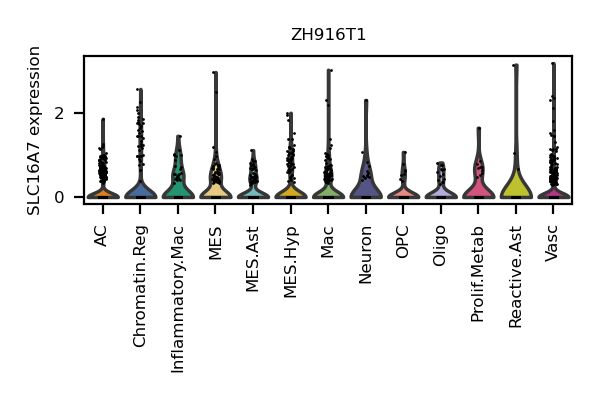 ZH916T1
SLC16A7 expression
2
0
AC
Chromatin.Reg
Inflammatory.Mac
MES
MES.Ast
MES.Hyp
Mac
Neuron
OPC
Oligo
Prolif.Metab
Reactive.Ast
Vasc